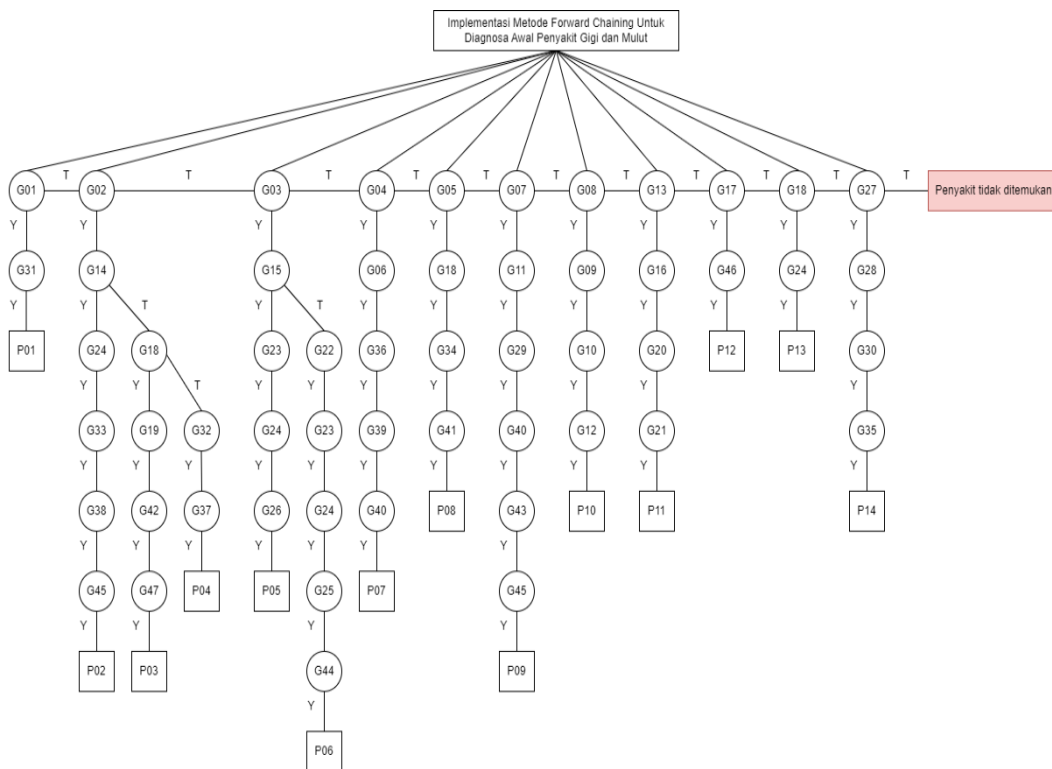 Implementasi Metode Forward Chaining Untuk
Diagnosa Awal Penyakit Gigi dan Mulut
T T T T T T T T T T T
G01 G02 G03 G04 G05 G07 G08 G13 G17 G18 G27 Penyakit tidak ditemukan
Y Y Y Y Y Y Y Y Y Y Y
G31 G14 G15 G06 G18 G11 G09 G16 G46 G24 G28
Y Y T Y T Y Y Y Y Y Y Y Y
P01 G24 G18 G23 G22 G36 G34 G29 G10 G20 P12 P13 G30
Y Y T Y Y Y Y Y Y Y Y
G33 G19 G32 G24 G23 G39 G41 G40 G12 G21 G35
Y Y Y Y Y Y Y Y Y Y Y
G38 G42 G37 G26 G24 G40 P08 G43 P10 P11 P14
Y Y Y Y Y Y Y
G45 G47 P04 P05 G25 P07 G45
Y Y Y Y
P02 P03 G44 P09
Y
P06